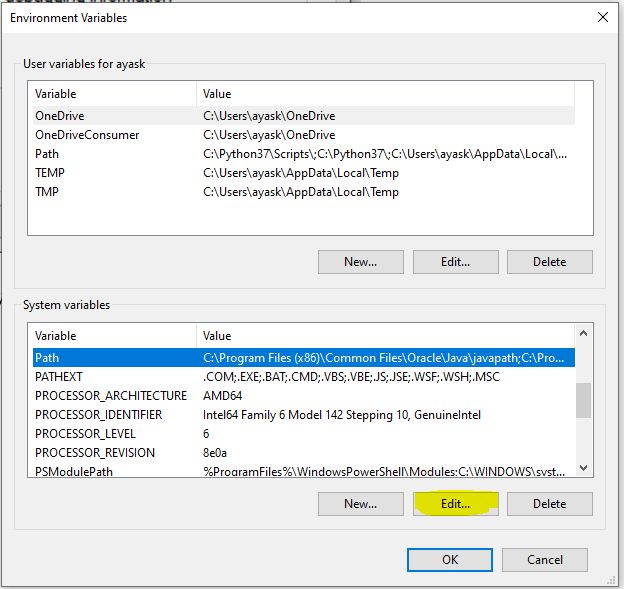 Environment Variables
User variables for ayask
Variable Value
OneDrive C:\Users\ayask\OneDrive
OneDriveConsumer C:\Users\ayask\OneDrive
Path C:\Python37\Scripts\;C:\Python37\;C:\Users\ayask\AppData\Local\...
TEMP C:\Users\ayask\AppData\Local\Temp
TMP C:\Users\ayask\AppData\Local\Temp
New... Edit... Delete
System variables
Variable Value
Path C:\Program Files (x86)\Common Files\Oracle\Java\javapath;C:\Pro...
PATHEXT .COM;.EXE;.BAT;.CMD;.VBS;.VBE;.JS;.JSE;.WSF;.WSH;.MSC
PROCESSOR_ARCHITECTURE AMD64
PROCESSOR_IDENTIFIER Intel64 Family 6 Model 142 Stepping 10, GenuineIntel
PROCESSOR_LEVEL 6
PROCESSOR_REVISION 8e0a
PSModulePath %ProgramFiles%\WindowsPowerShell\Modules;C:\WINDOWS\syst...
New... Edit... Delete
OK Cancel